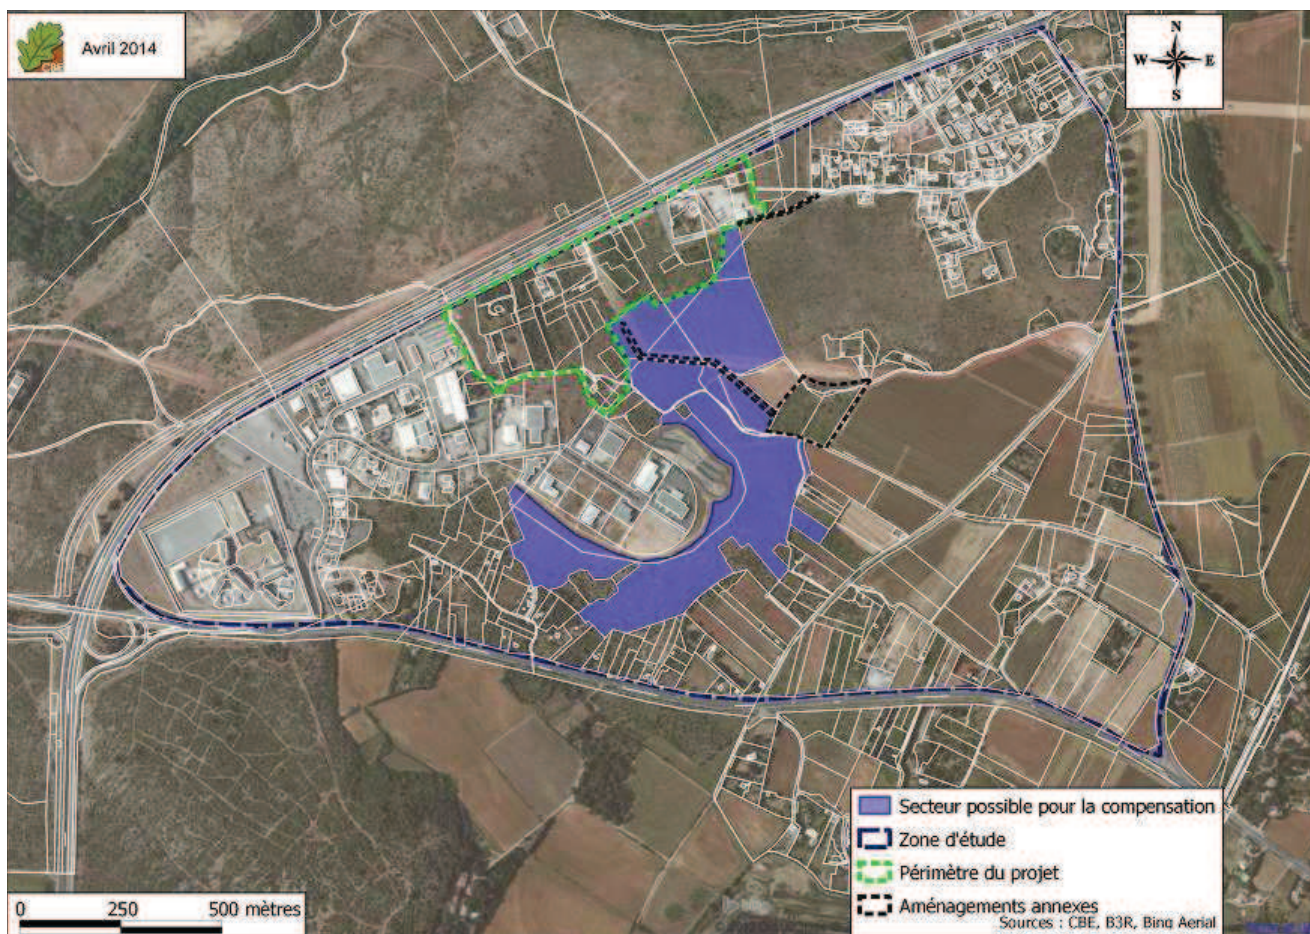 Avril 2014
N
W E
S
Secteur possible pour la compensation
Zone d'étude
Périmètre du projet
Aménagements annexes
Sources : CBE, B3R, Bing Aerial
0 250 500 mètres